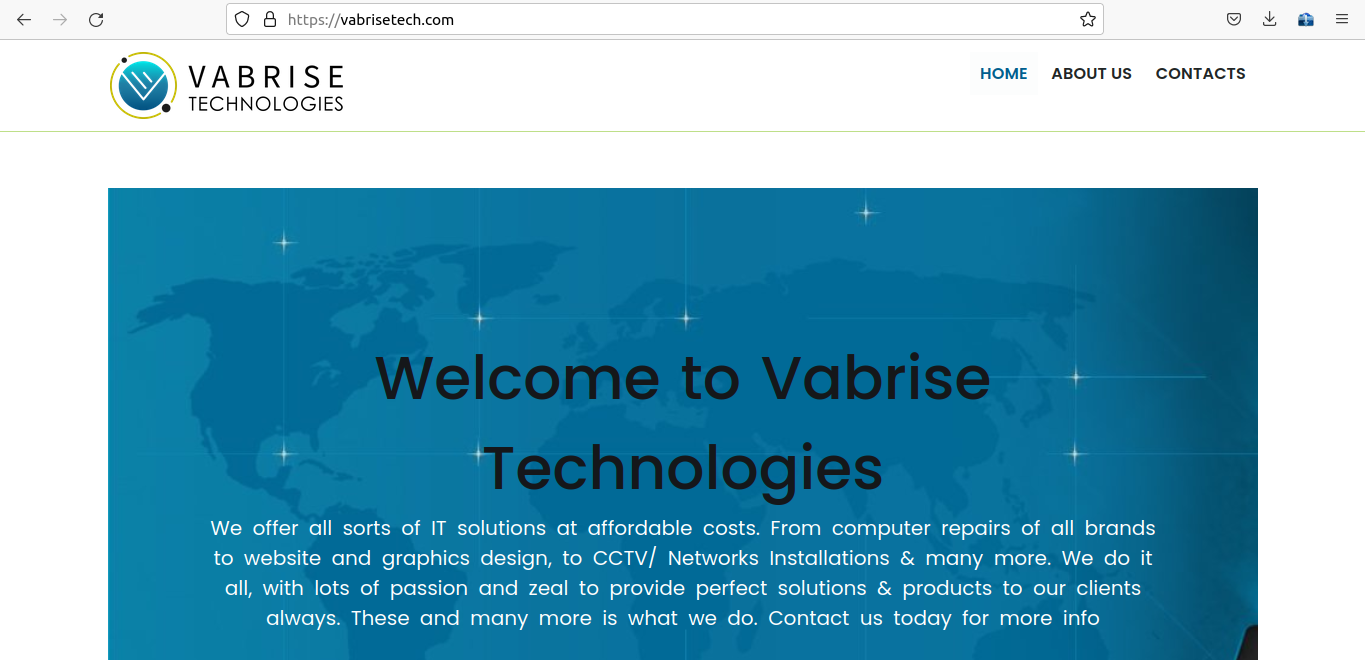 https://vabrisetech.com
VABRISE
TECHNOLOGIES
HOME ABOUT US CONTACTS
Welcome to Vabrise
Technologies
We offer all sorts of IT solutions at affordable costs. From computer repairs of all brands
to website and graphics design, to CCTV/ Networks Installations & many more. We do it
all, with lots of passion and zeal to provide perfect solutions & products to our clients
always. These and many more is what we do. Contact us today for more info